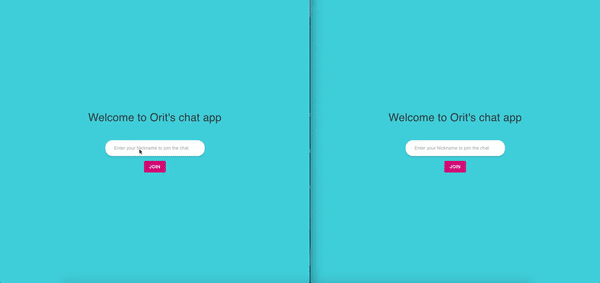 Welcome to Orit's chat app
Enter your Nickname to join the chat
JOIN
Welcome to Orit's chat app
Enter your Nickname to join the chat
JOIN